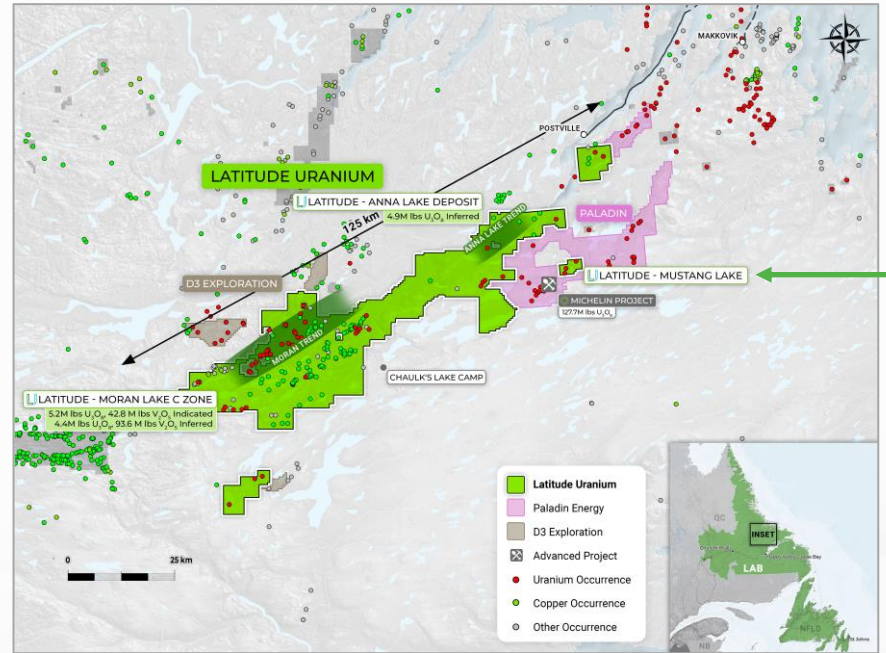 MAKKOVIK
POSTVILLE
LATITUDE URANIUM
LATITUDE - ANNA LAKE DEPOSIT
4.9M lbs U₃O₈ Inferred
125 km
ANNA LAKE TREND
PALADIN
D3 EXPLORATION
LATITUDE - MUSTANG LAKE
MICHELIN PROJECT
127.7M lbs U₃O₈
MORAN TREND
CHAULK'S LAKE CAMP
LATITUDE - MORAN LAKE C ZONE
5.2M lbs U₃O₈, 42.8 M lbs V₂O₅ Indicated
4.4M lbs U₃O₈, 93.6 M lbs V₂O₅ Inferred
0 25 km
Latitude Uranium
Paladin Energy
D3 Exploration
Advanced Project
Uranium Occurrence
Copper Occurrence
Other Occurrence
QC
INSET
LAB
NFLD
NB